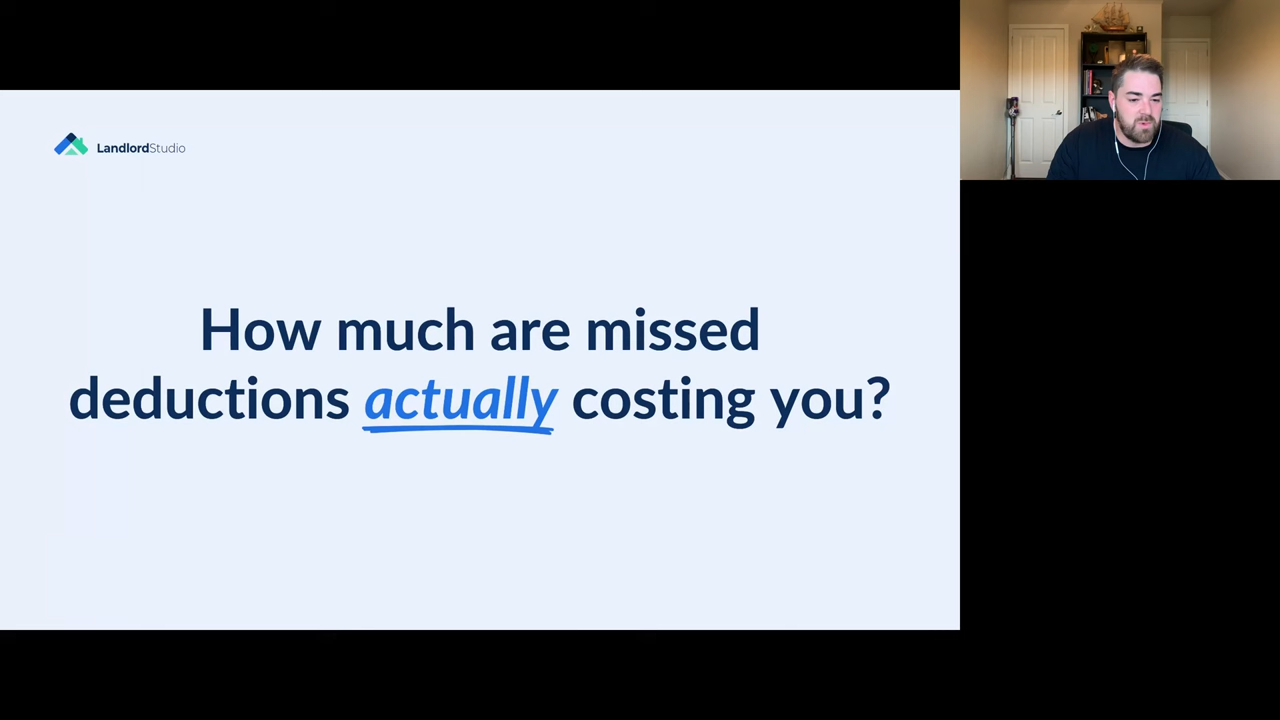 LandlordStudio
How much are missed
deductions actually costing you?